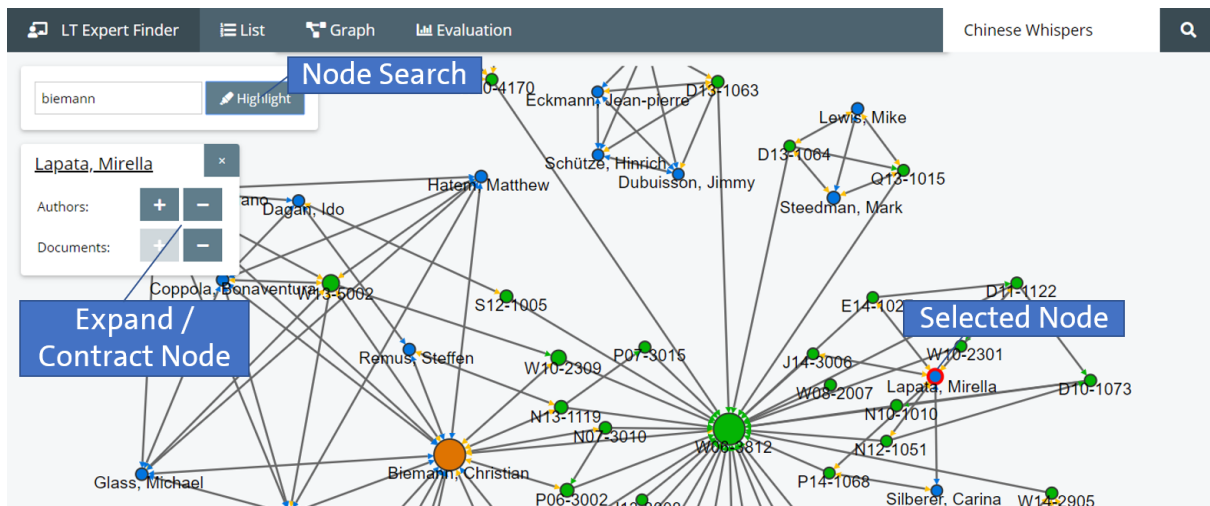 LT Expert Finder
List
Graph
Evaluation
Chinese Whispers
Node Search
biemann
Highlight
0-4170
Eckmann, Jean-pierre
D13-1063
Lewis, Mike
Lapata, Mirella
×
Schütze, Hinrich
D13-1064
Hatem, Matthew
Dubuisson, Jimmy
Q13-1015
Authors:
+
−
ano
Dagan, Ido
Steedman, Mark
Documents:
+
−
Coppola, Bonaventura
W13-5002
S12-1005
E14-102
D11-1122
Expand /
Contract Node
Selected Node
Remus, Steffen
W10-2309
P07-3015
J14-3006
W10-2301
W08-2007
Lapata, Mirella
D10-1073
N13-1119
N10-1010
N07-3010
W06-3812
N12-1051
Glass, Michael
Biemann, Christian
P06-3002
P14-1068
Silberer, Carina
W14-2905